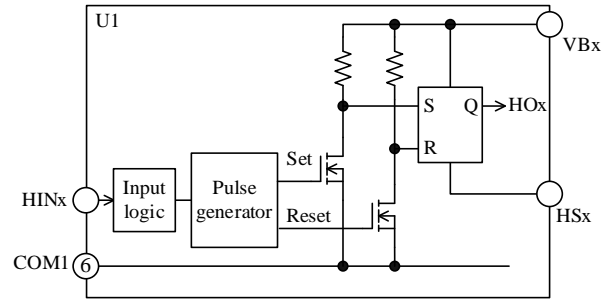 U1
VBx
S
Q
HOx
R
Set
Input
logic
Pulse
generator
HINx
Reset
HSx
COM1
6